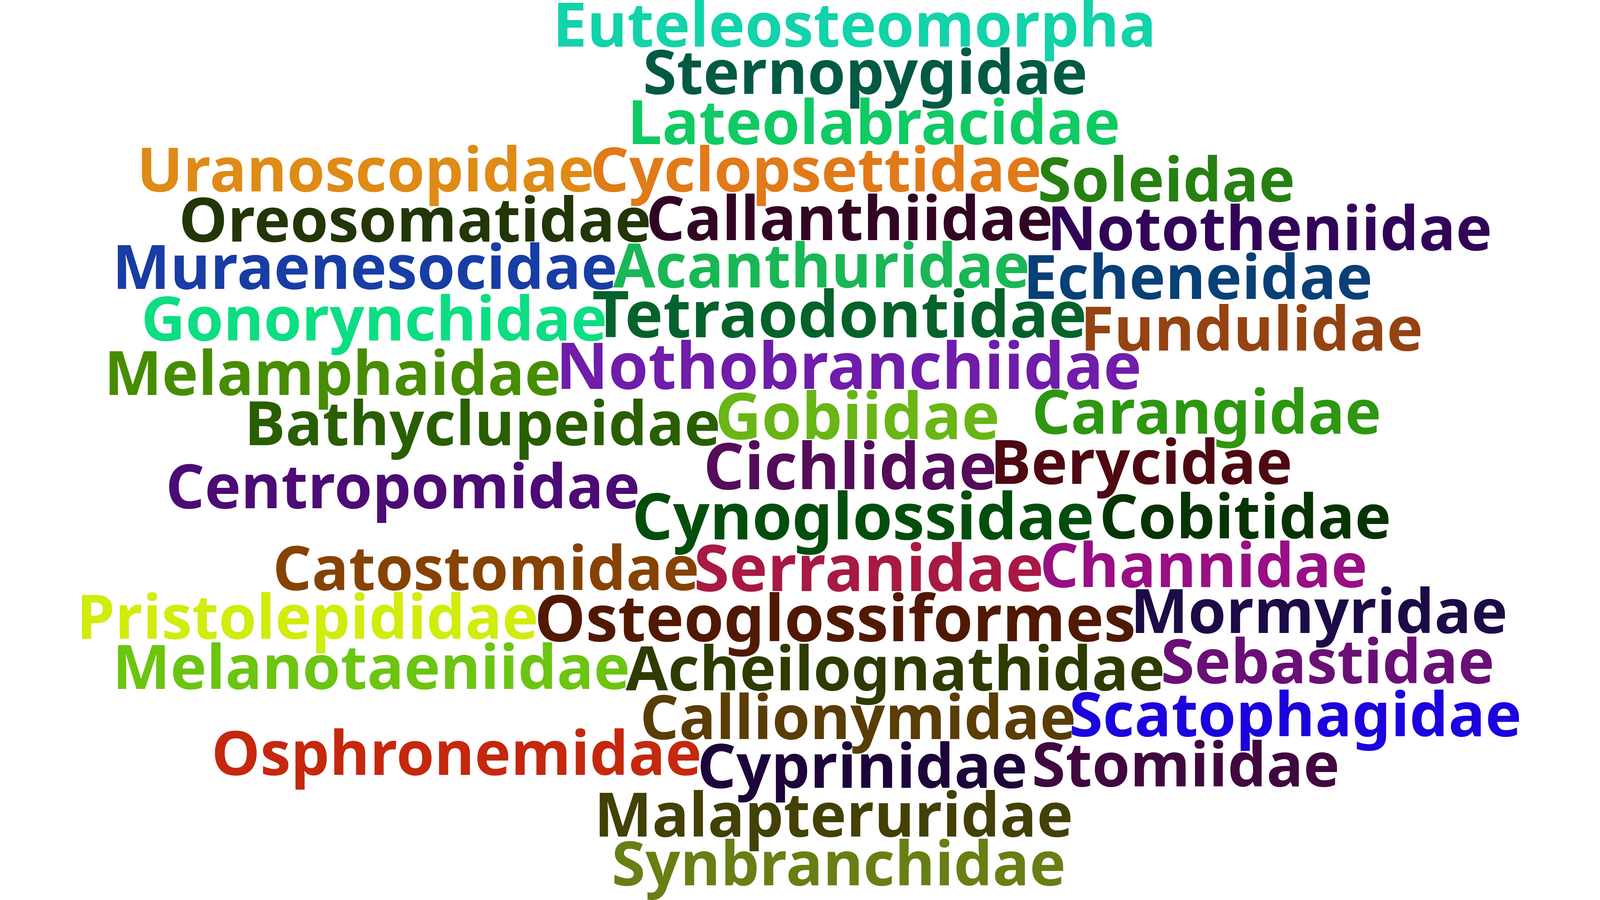 Euteleosteomorpha
Sternopygidae
Lateolabracidae
Uranoscopidae Cyclopsettidae Soleidae
Oreosomatidae Callanthiidae Nototheniidae
Muraenesocidae Acanthuridae Echeneidae
Gonorynchidae Tetraodontidae Fundulidae
Melamphaidae Nothobranchiidae
Bathyclupeidae Gobiidae Carangidae
Centropomidae Cichlidae Berycidae
Cynoglossidae Cobitidae
Catostomidae Serranidae Channidae
Pristolepididae Osteoglossiformes Mormyridae
Melanotaeniidae Acheilognathidae Sebastidae
Callionymidae Scatophagidae
Osphronemidae Cyprinidae Stomiidae
Malapteruridae
Synbranchidae